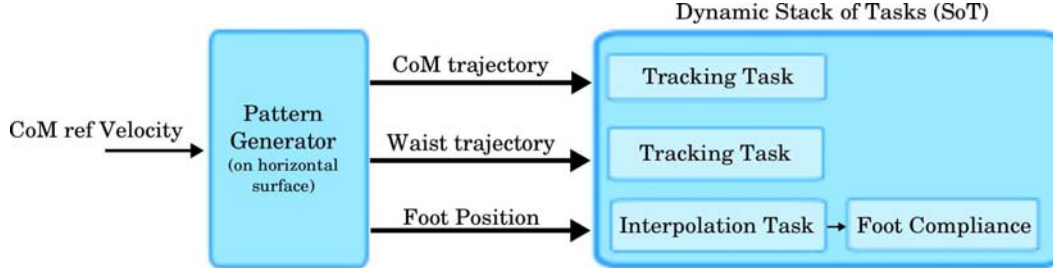 Dynamic Stack of Tasks (SoT)
CoM ref Velocity
Pattern
Generator
(on horizontal
surface)
CoM trajectory
Waist trajectory
Foot Position
Tracking Task
Tracking Task
Interpolation Task
Foot Compliance